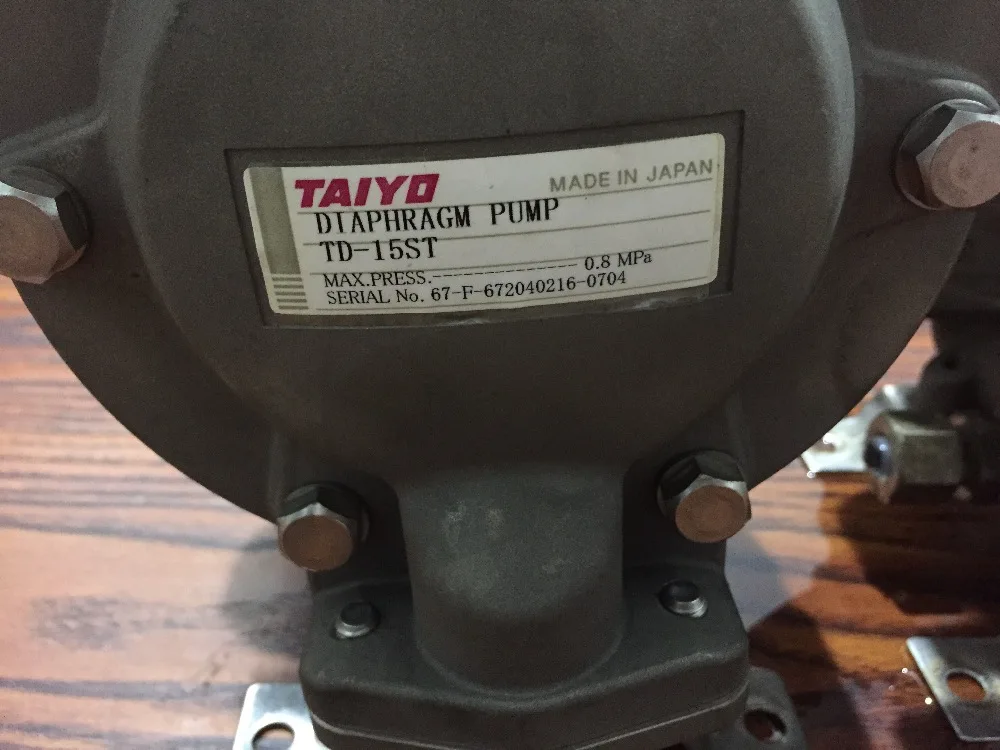 TAIYO MADE IN JAPAN
DIAPHRAGM PUMP
TD-15ST
MAX.PRESS.---------------- 0.8 MPa
SERIAL No. 67-F-672040216-0704